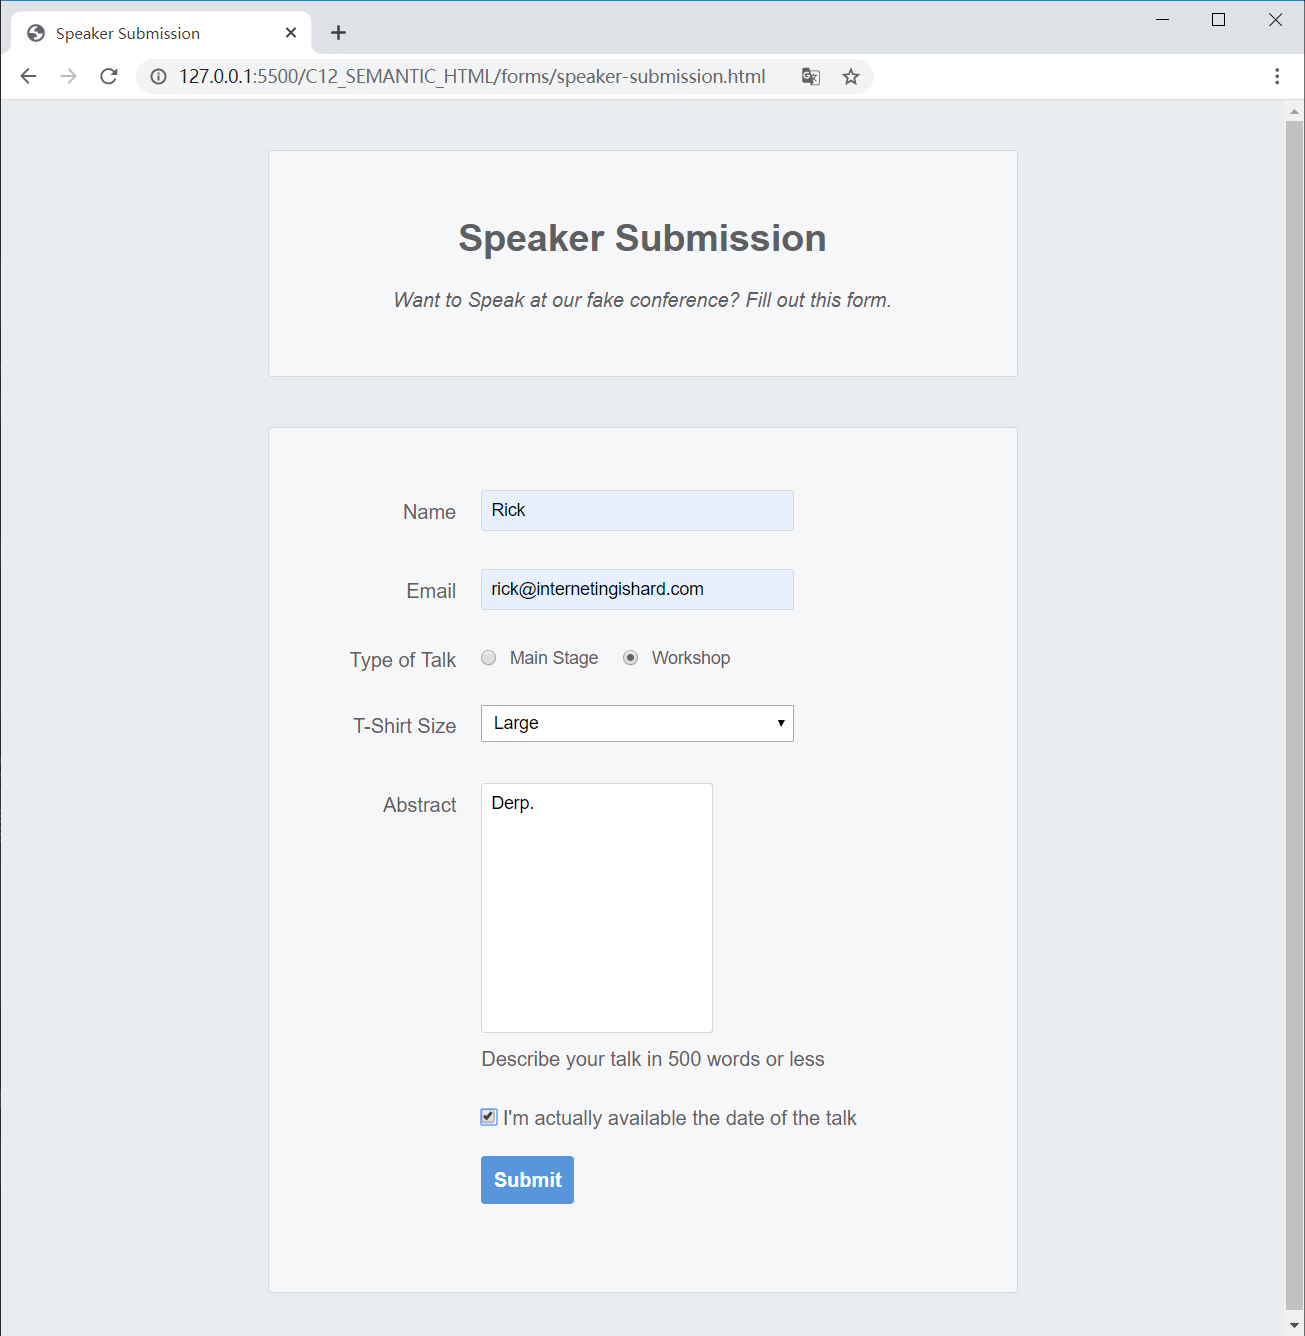 Speaker Submission
127.0.0.1:5500/C12_SEMANTIC_HTML/forms/speaker-submission.html
Speaker Submission
Want to Speak at our fake conference? Fill out this form.
Name Rick
Email rick@internetingishard.com
Type of Talk Main Stage Workshop
T-Shirt Size Large
Abstract Derp.
Describe your talk in 500 words or less
I'm actually available the date of the talk
Submit